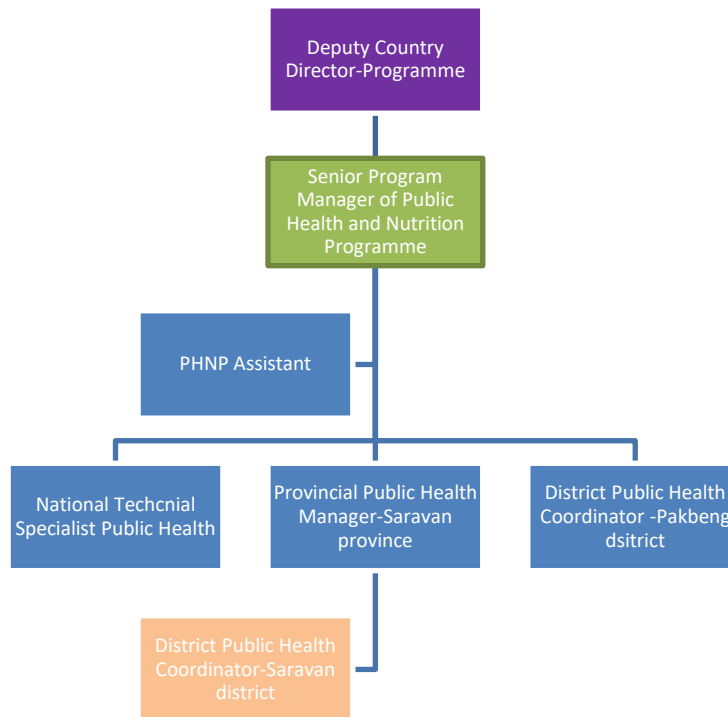 Deputy Country
Director-Programme
Senior Program
Manager of Public
Health and Nutrition
Programme
PHNP Assistant
National Techcnial
Specialist Public Health
Provincial Public Health
Manager-Saravan
province
District Public Health
Coordinator -Pakbeng
dsitrict
District Public Health
Coordinator-Saravan
district